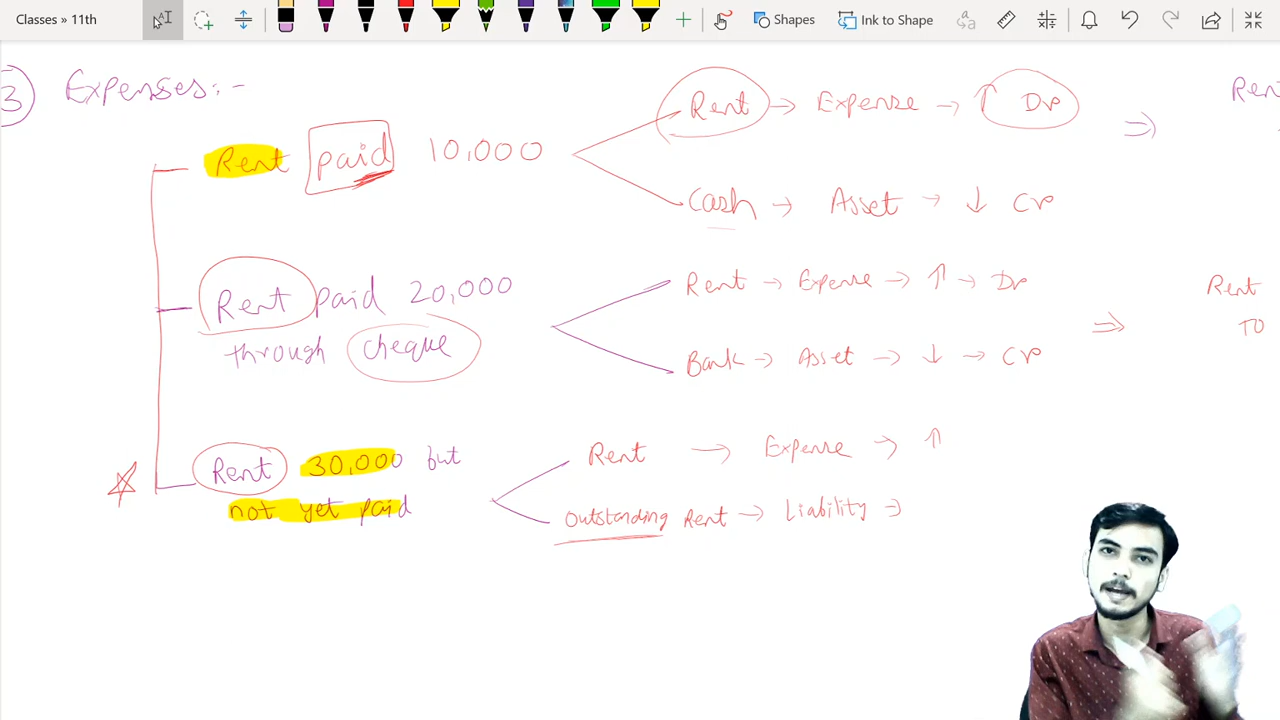 Classes » 11th
Shapes
Ink to Shape
3 Expenses:-
Rent paid 10,000
Rent → Expense → ↑ Dr ⇒
Cash → Asset → ↓ Cr
Rent paid 20,000
through cheque
Rent → Expense → ↑ → Dr
Bank → Asset → ↓ → Cr
⇒
Rent
TO
Rent 30,000 but
not yet paid
Rent → Expense → ↑
Outstanding Rent → Liability →